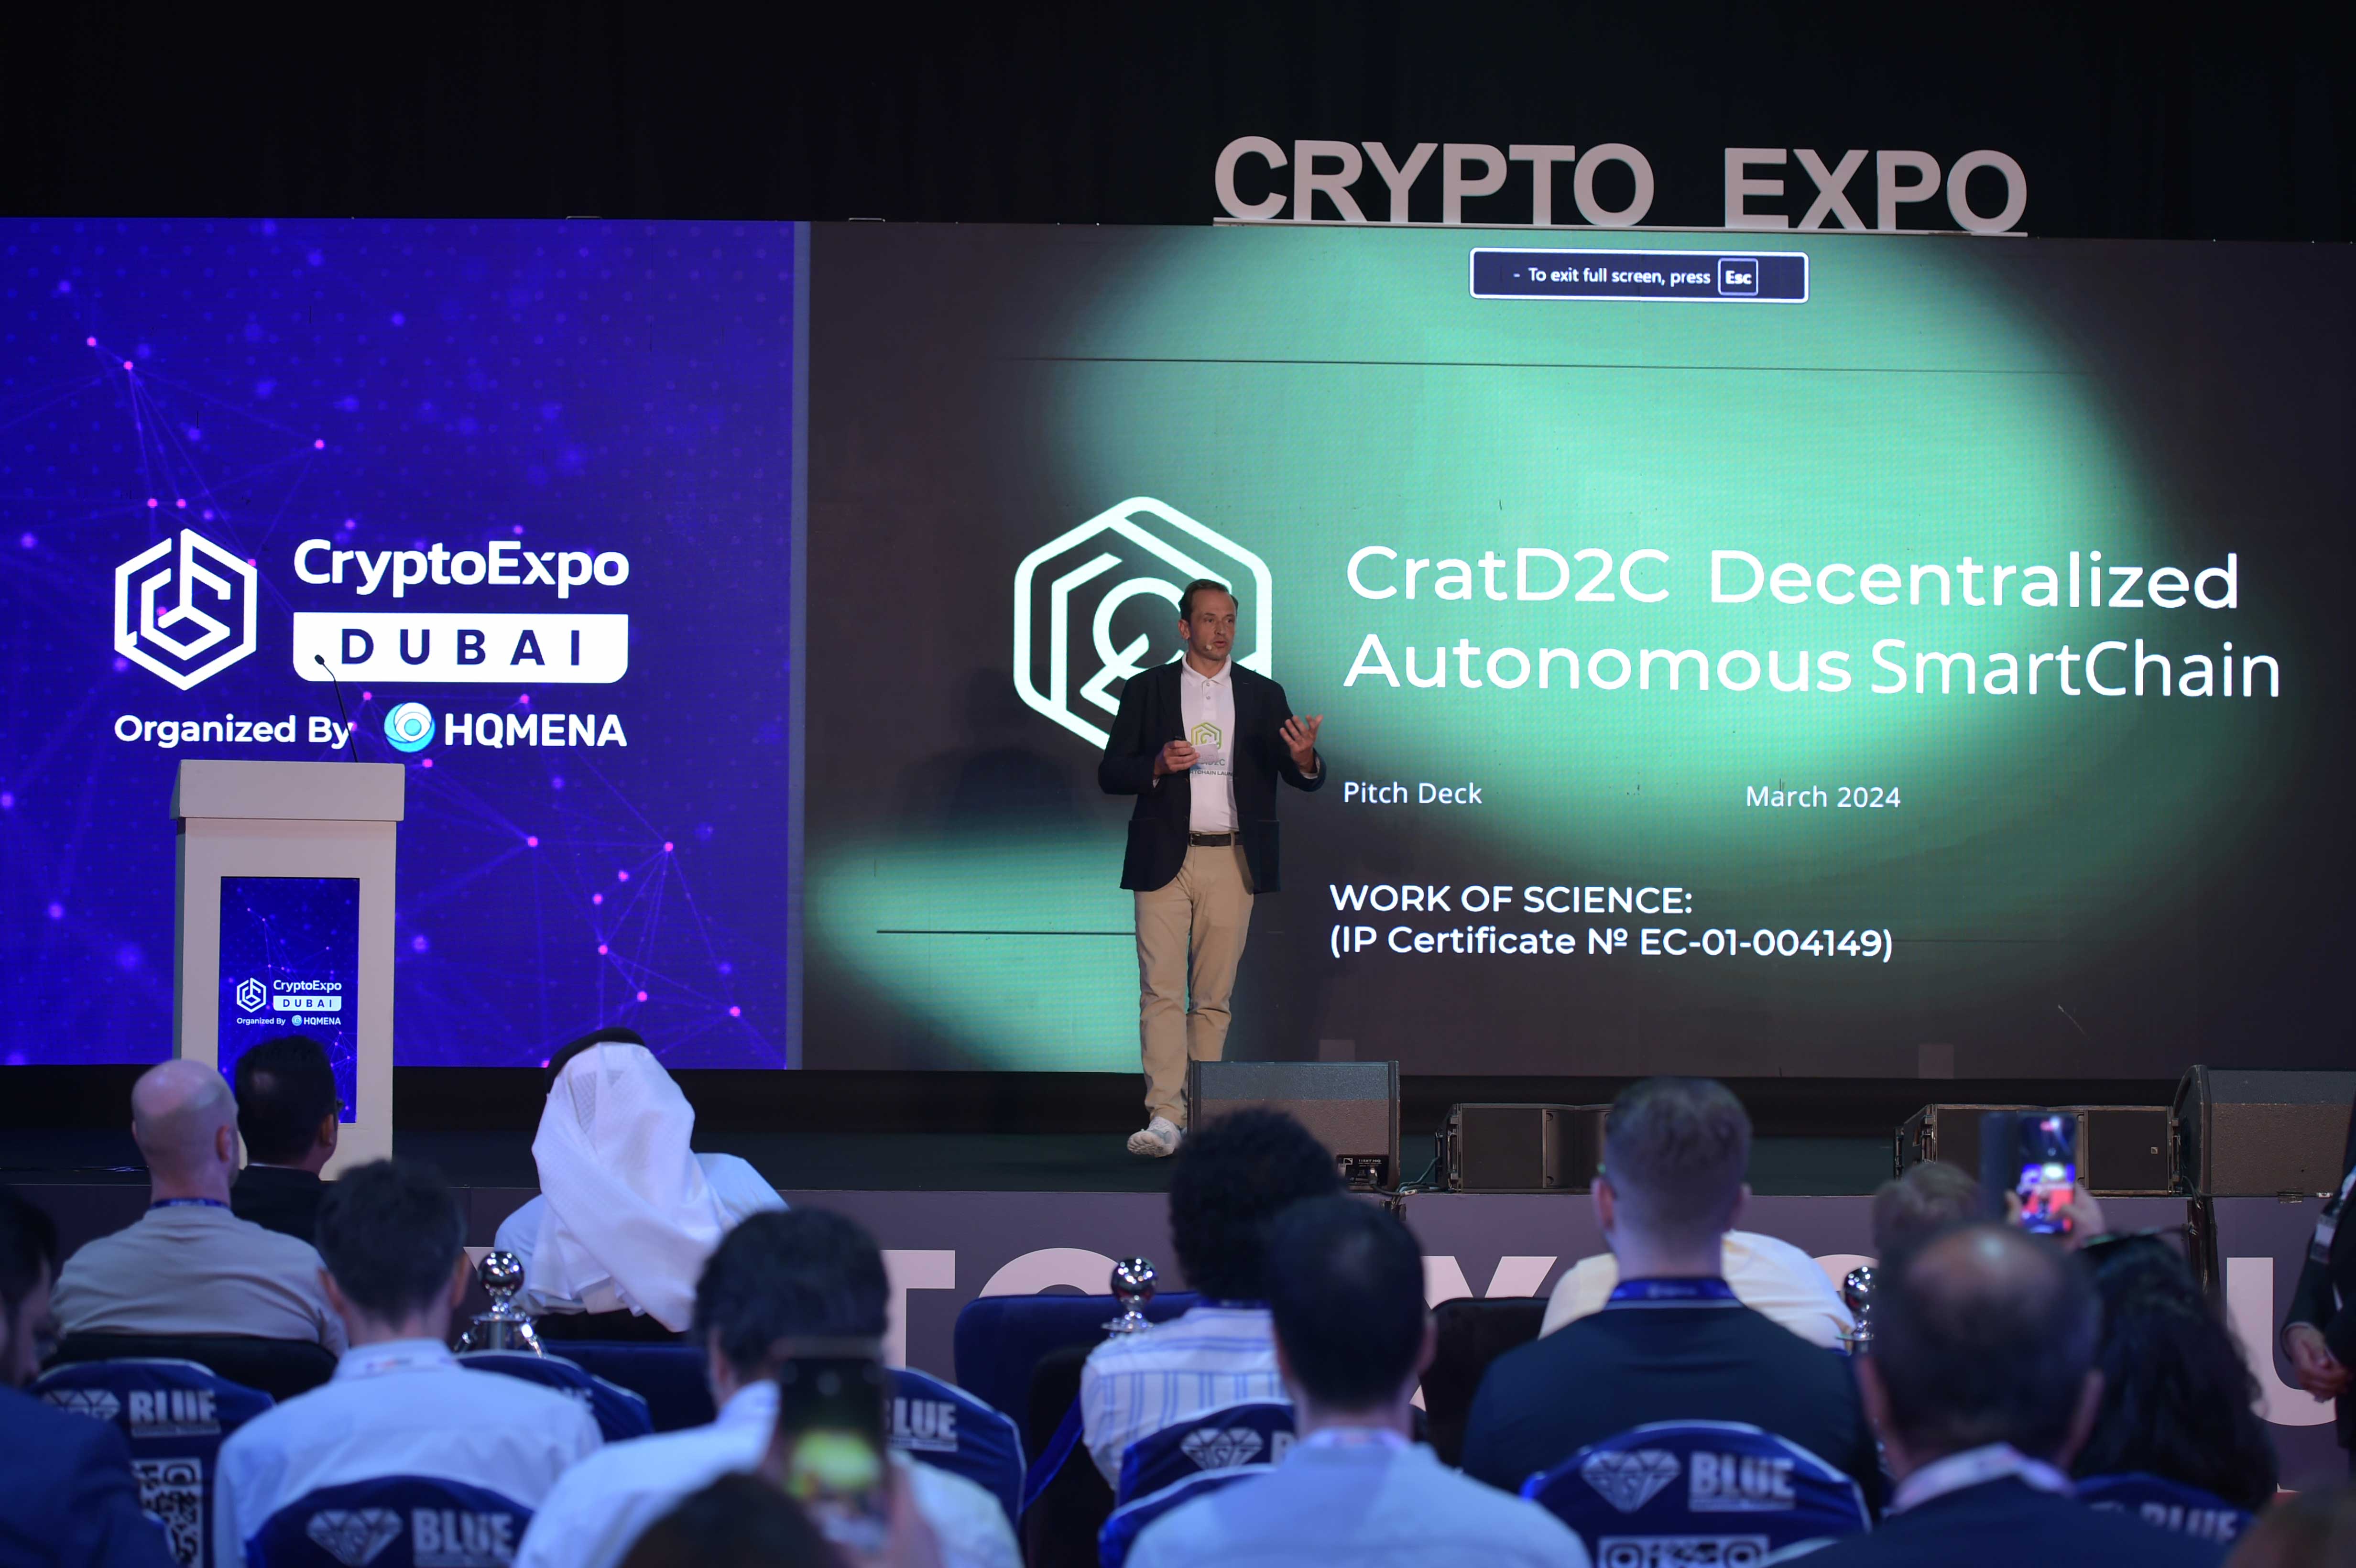 CRYPTO EXPO
- To exit full screen, press Esc
CryptoExpo
DUBAI
Organized By HQMENA
CratD2C Decentralized
Autonomous SmartChain
Pitch Deck March 2024
WORK OF SCIENCE:
(IP Certificate № EC-01-004149)
CryptoExpo
DUBAI
Organized By HQMENA
BLUE
BLUE
BLUE
BLUE
BLUE